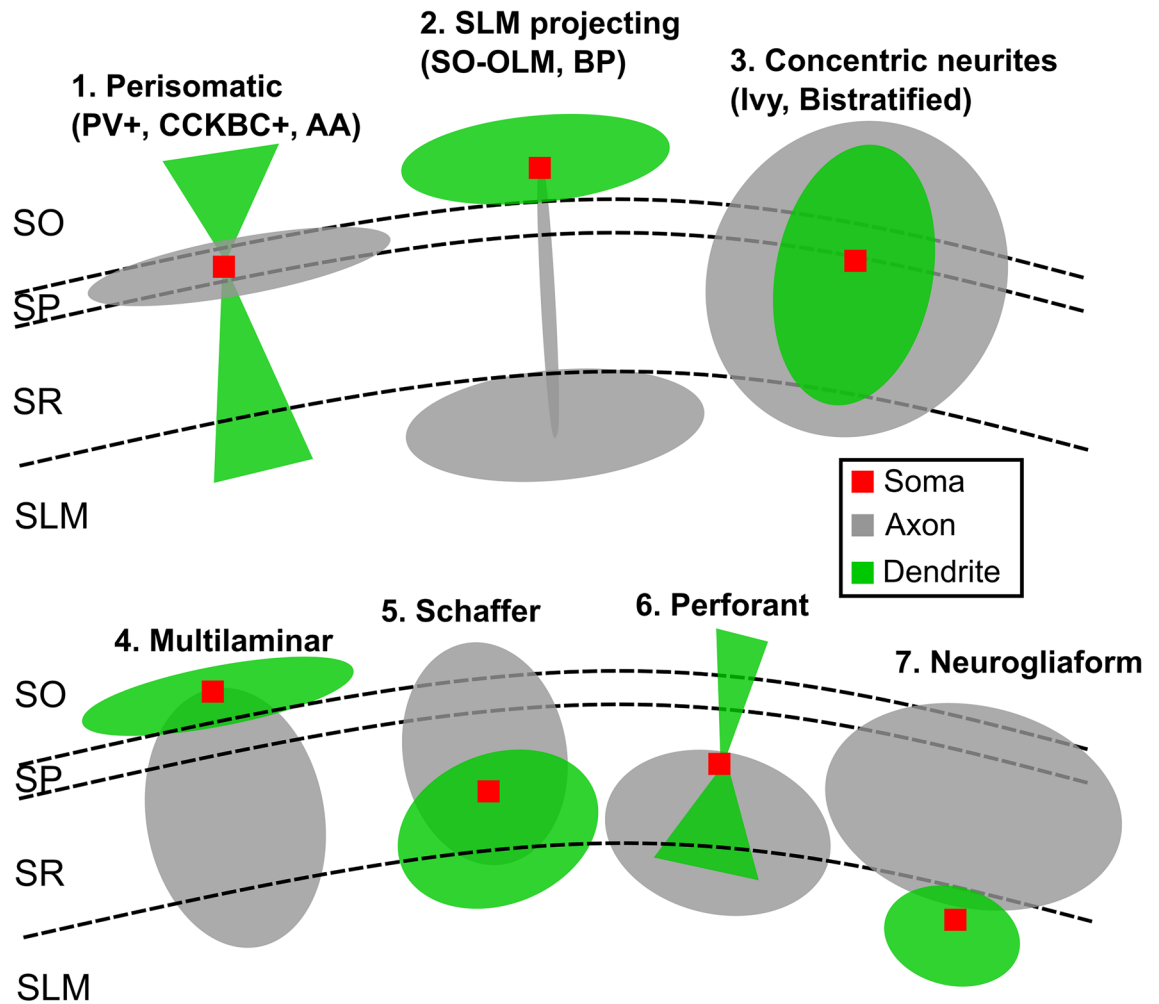 2. SLM projecting
(SO-OLM, BP)
3. Concentric neurites
(Ivy, Bistratified)
1. Perisomatic
(PV+, CCKBC+, AA)
SO
SP
SR
SLM
Soma
Axon
Dendrite
4. Multilaminar
5. Schaffer
6. Perforant
7. Neurogliaform
SO
SP
SR
SLM